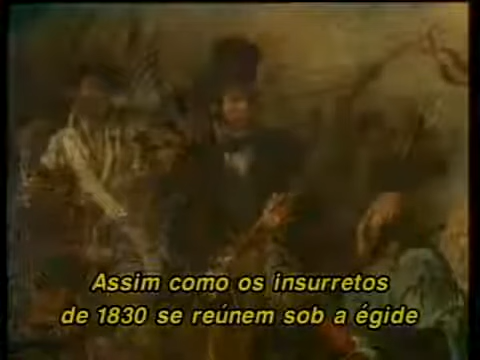 Assim como os insurretos
de 1830 se reúnem sob a égide